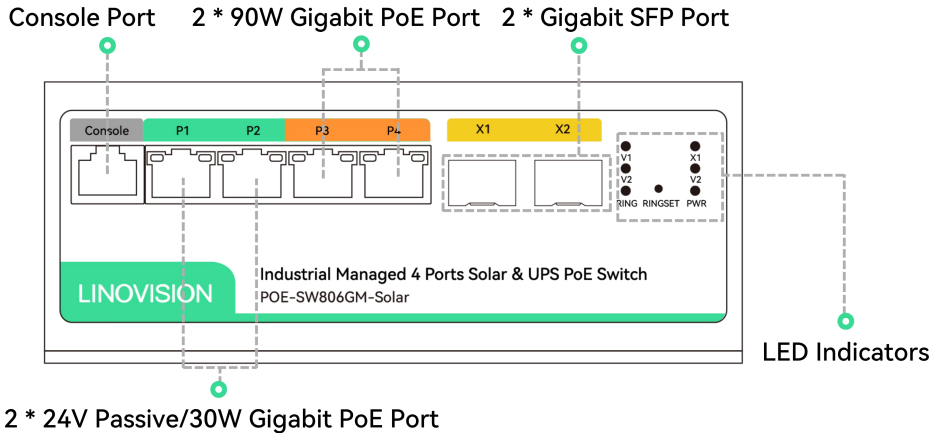 Console Port 2 * 90W Gigabit PoE Port 2 * Gigabit SFP Port
Console P1 P2 P3 P4 X1 X2
V1 X1
V2 V2
RING RINGSET PWR
Industrial Managed 4 Ports Solar & UPS PoE Switch
LINOVISION
POE-SW806GM-Solar
LED Indicators
2 * 24V Passive/30W Gigabit PoE Port